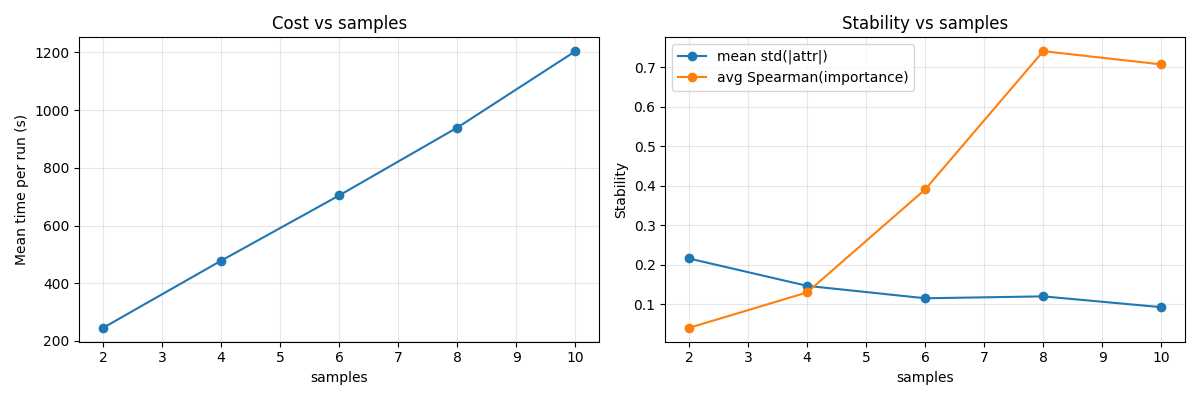 Cost vs samples
Mean time per run (s)
1200
1000
800
600
400
200
2 3 4 5 6 7 8 9 10
samples
Stability vs samples
mean std(|attr|)
avg Spearman(importance)
Stability
0.7
0.6
0.5
0.4
0.3
0.2
0.1
2 3 4 5 6 7 8 9 10
samples